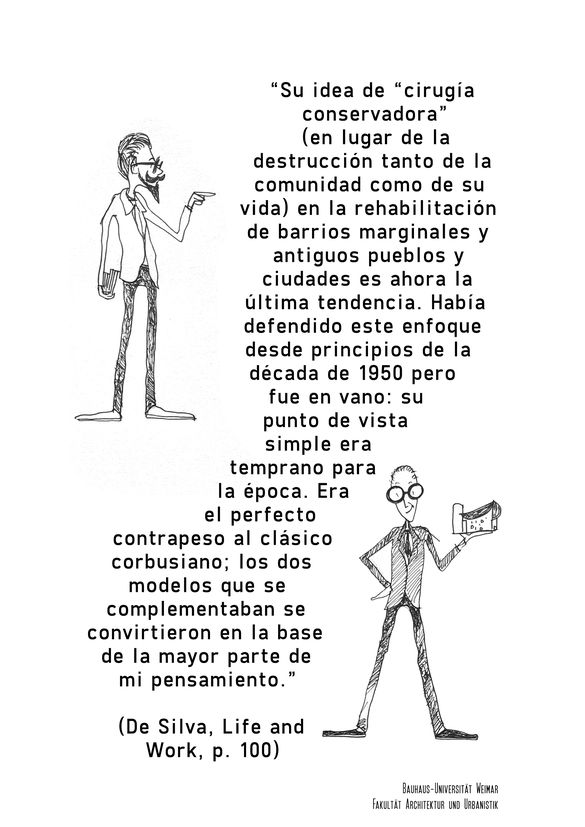 “Su idea de “cirugía
conservadora”
(en lugar de la
destrucción tanto de la
comunidad como de su
vida) en la rehabilitación
de barrios marginales y
antiguos pueblos y
ciudades es ahora la
última tendencia. Había
defendido este enfoque
desde principios de la
década de 1950 pero
fue en vano: su
punto de vista
simple era
temprano para
la época. Era
el perfecto
contrapeso al clásico
corbusiano; los dos
modelos que se
complementaban se
convirtieron en la base
de la mayor parte de
mi pensamiento.”
(De Silva, Life and
Work, p. 100)
Bauhaus-Universität Weimar
Fakultät Architektur und Urbanistik